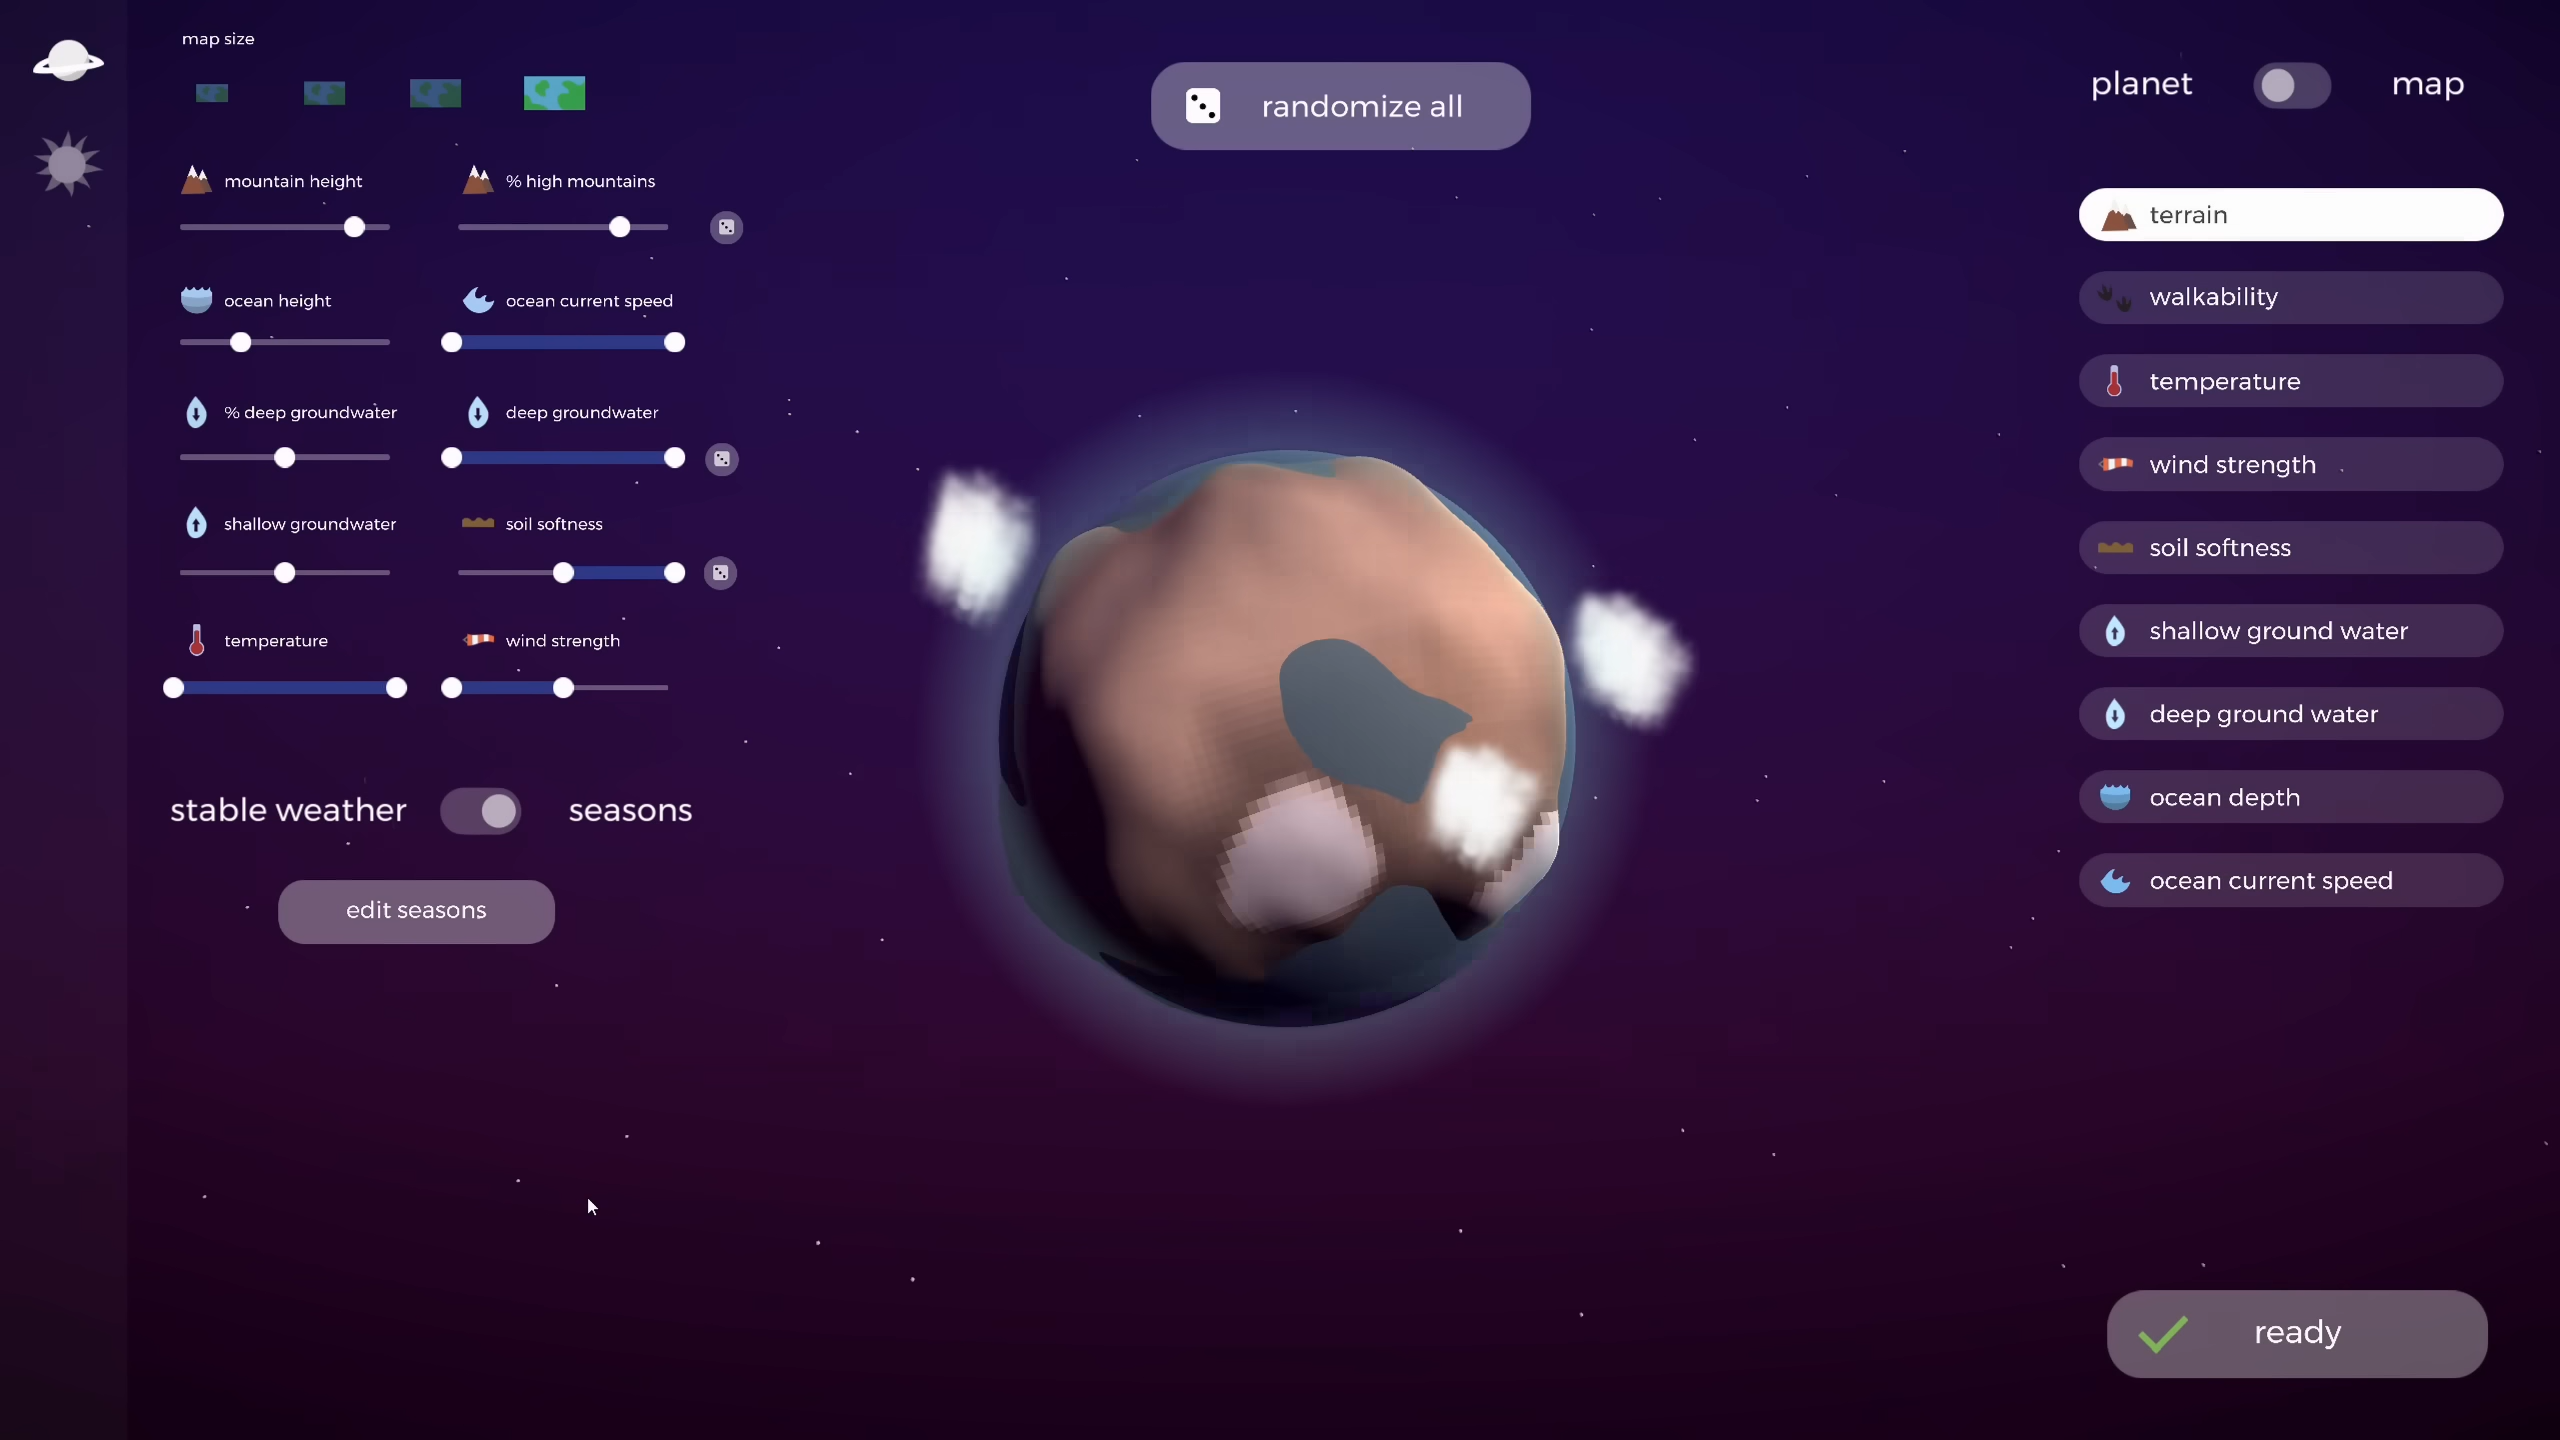 map size
randomize all
planet
map
mountain height
% high mountains
ocean height
ocean current speed
% deep groundwater
deep groundwater
shallow groundwater
soil softness
temperature
wind strength
stable weather
seasons
edit seasons
terrain
walkability
temperature
wind strength
soil softness
shallow ground water
deep ground water
ocean depth
ocean current speed
ready